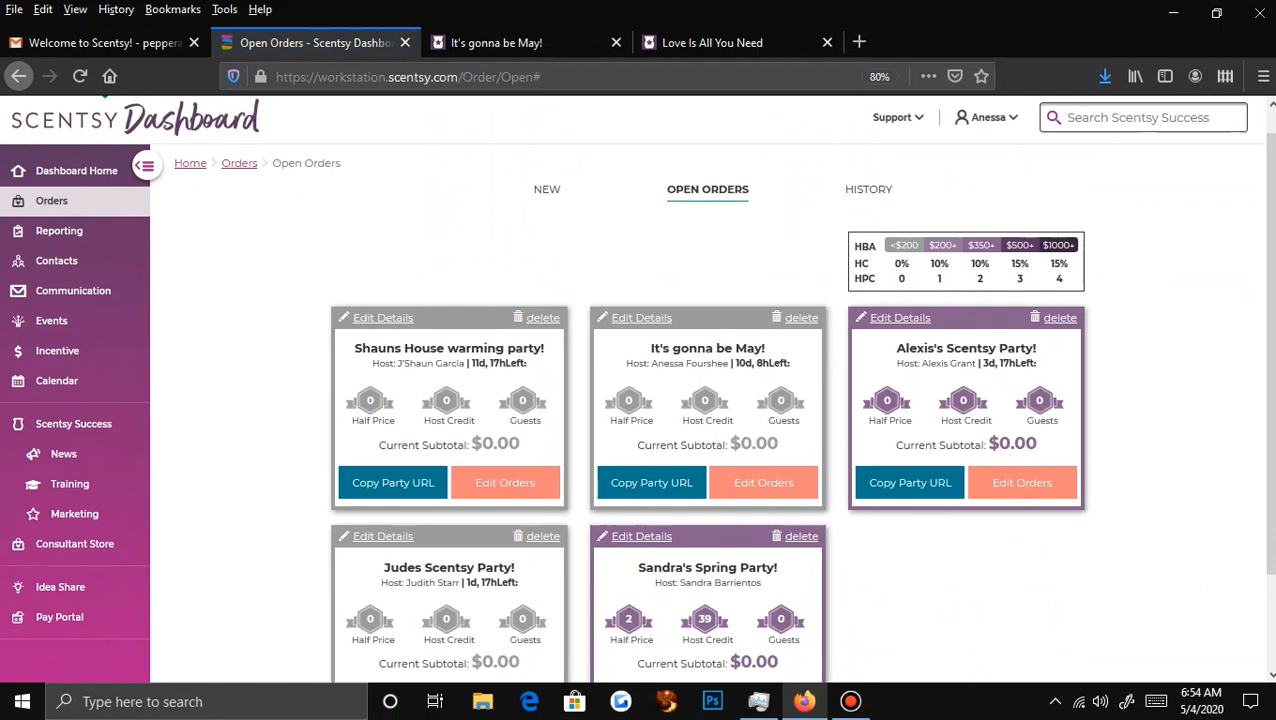 File Edit View History Bookmarks Tools Help
Welcome to Scentsy! - peppera
Open Orders - Scentsy Dashbo
It's gonna be May!
Love Is All You Need
https://workstation.scentsy.com/Order/Open#
80%
SCENTSY Dashboard
Support
Anessa
Search Scentsy Success
Dashboard Home
Orders
Reporting
Contacts
Communication
Events
Incentive
Calendar
Scentsy Success
News
Training
Marketing
Consultant Store
Idea Share
Pay Portal
Home > Orders > Open Orders
NEW OPEN ORDERS HISTORY
HBA <$200 $200+ $350+ $500+ $1000+
HC 0% 10% 10% 15% 15%
HPC 0 1 2 3 4
Edit Details delete
Shauns House warming party!
Host: J'Shaun Garcia | 11d, 17hLeft:
0 0 0
Half Price Host Credit Guests
Current Subtotal: $0.00
Copy Party URL Edit Orders
Edit Details delete
It's gonna be May!
Host: Anessa Fourshee | 10d, 8hLeft:
0 0 0
Half Price Host Credit Guests
Current Subtotal: $0.00
Copy Party URL Edit Orders
Edit Details delete
Alexis's Scentsy Party!
Host: Alexis Grant | 3d, 17hLeft:
0 0 0
Half Price Host Credit Guests
Current Subtotal: $0.00
Copy Party URL Edit Orders
Edit Details delete
Judes Scentsy Party!
Host: Judith Starr | 1d, 17hLeft:
0 0 0
Half Price Host Credit Guests
Current Subtotal: $0.00
Edit Details delete
Sandra's Spring Party!
Host: Sandra Barrientos
2 39 0
Half Price Host Credit Guests
Current Subtotal: $0.00
Type here to search
Ps
6:54 AM
5/4/2020